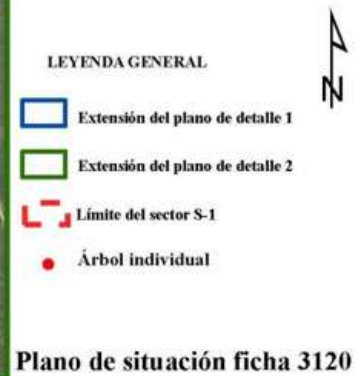 N
LEYENDA GENERAL
Extensión del plano de detalle 1
Extensión del plano de detalle 2
Límite del sector S-1
Árbol individual
Plano de situación ficha 3120